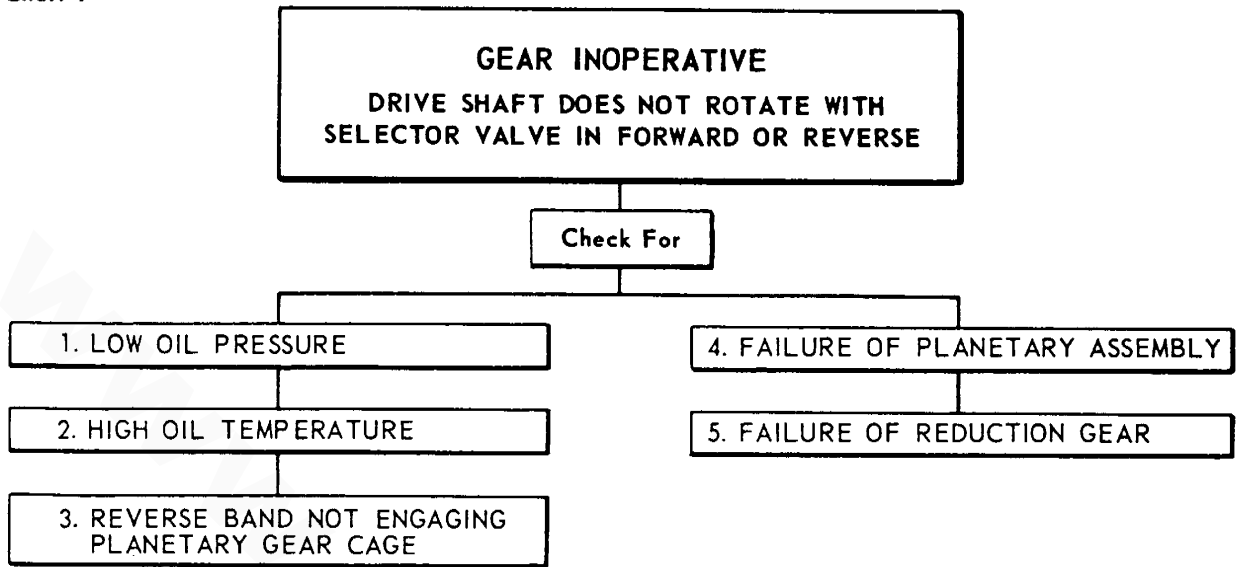 GEAR INOPERATIVE
DRIVE SHAFT DOES NOT ROTATE WITH
SELECTOR VALVE IN FORWARD OR REVERSE
Check For
1. LOW OIL PRESSURE
2. HIGH OIL TEMPERATURE
3. REVERSE BAND NOT ENGAGING
PLANETARY GEAR CAGE
4. FAILURE OF PLANETARY ASSEMBLY
5. FAILURE OF REDUCTION GEAR